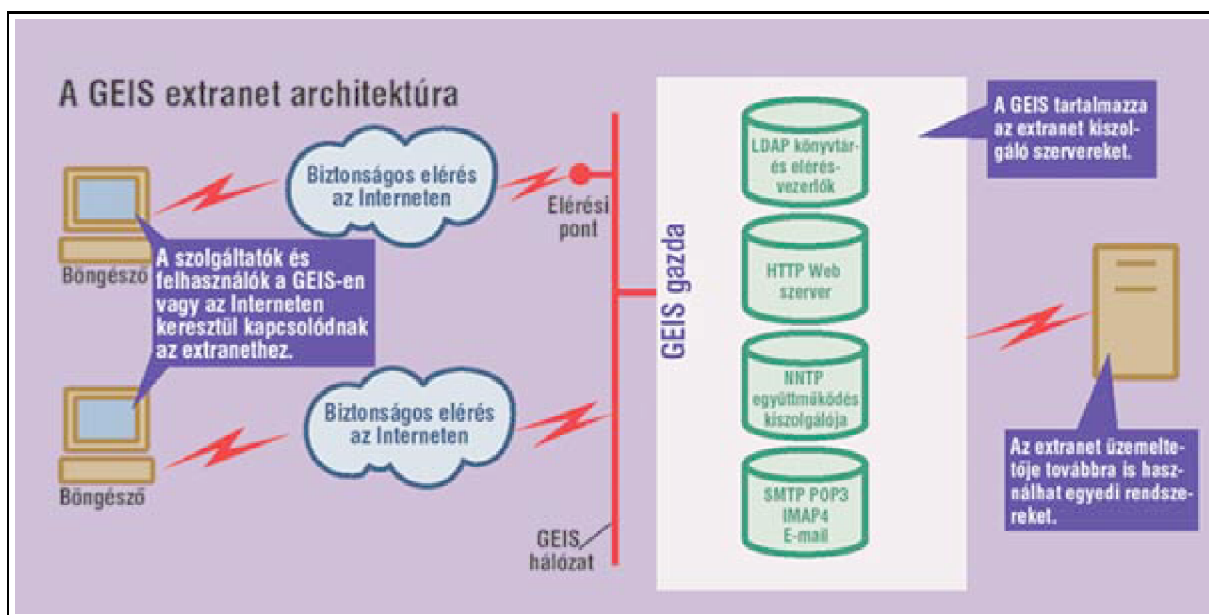 A GEIS extranet architektúra
Biztonságos elérés
az Interneten
Elérési
pont
Böngésző
A szolgáltatók és
felhasználók a GEIS-en
vagy az Interneten
keresztül kapcsolódnak
az extranethez.
Biztonságos elérés
az Interneten
Böngésző
GEIS
hálózat
GEIS gazda
LDAP könyvtár-
és elérés-
vezerlők
HTTP Web
szerver
NNTP
együttműködés
kiszolgálója
SMTP POP3
IMAP4
E-mail
A GEIS tartalmazza
az extranet kiszol-
gáló szervereket.
Az extranet üzemelte-
tője továbbra is hasz-
nálhat egyedi rendsze-
reket.